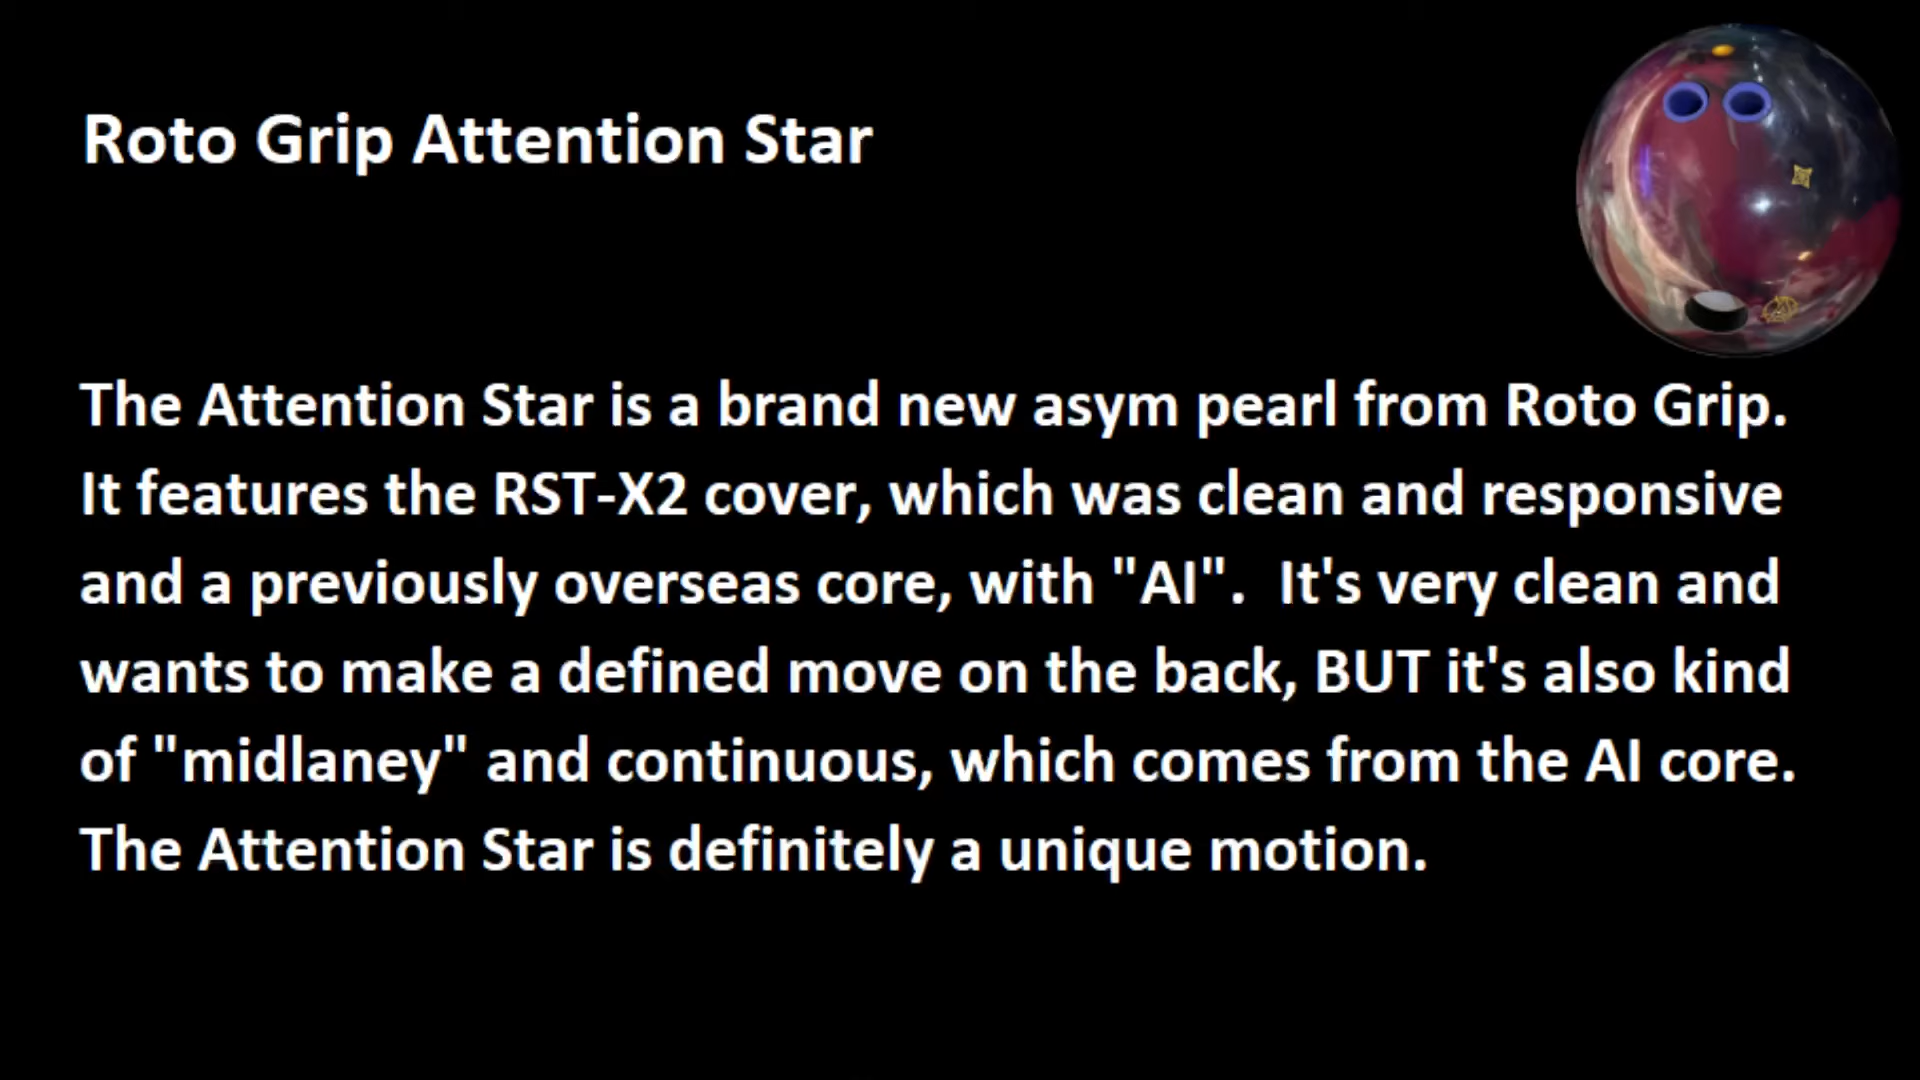 Roto Grip Attention Star
The Attention Star is a brand new asym pearl from Roto Grip.
It features the RST-X2 cover, which was clean and responsive
and a previously overseas core, with "AI".  It's very clean and
wants to make a defined move on the back, BUT it's also kind
of "midlaney" and continuous, which comes from the AI core.
The Attention Star is definitely a unique motion.